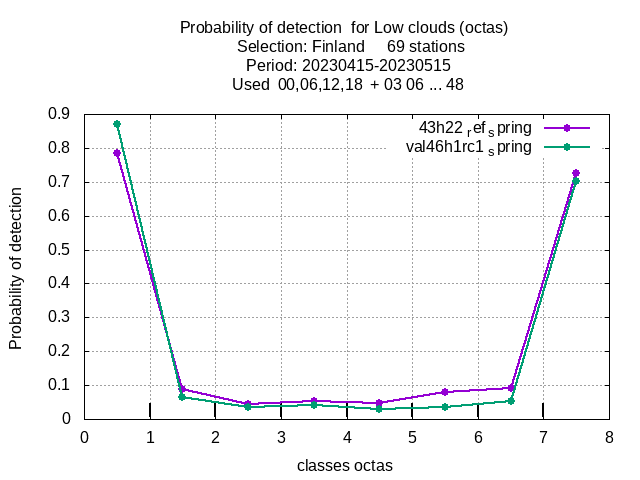 Probability of detection for Low clouds (octas)
Selection: Finland 69 stations
Period: 20230415-20230515
Used 00,06,12,18 + 03 06 ... 48
43h22 ref spring
val46h1rc1 spring
Probability of detection
0.9
0.8
0.7
0.6
0.5
0.4
0.3
0.2
0.1
0
0 1 2 3 4 5 6 7 8
classes octas